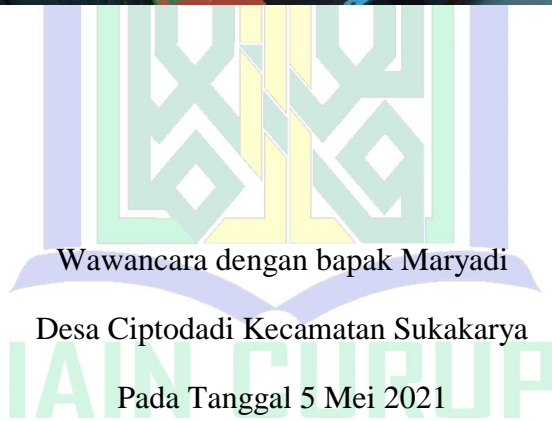 Wawancara dengan bapak Maryadi
Desa Ciptodadi Kecamatan Sukakarya
IAIN CURUP
Pada Tanggal 5 Mei 2021